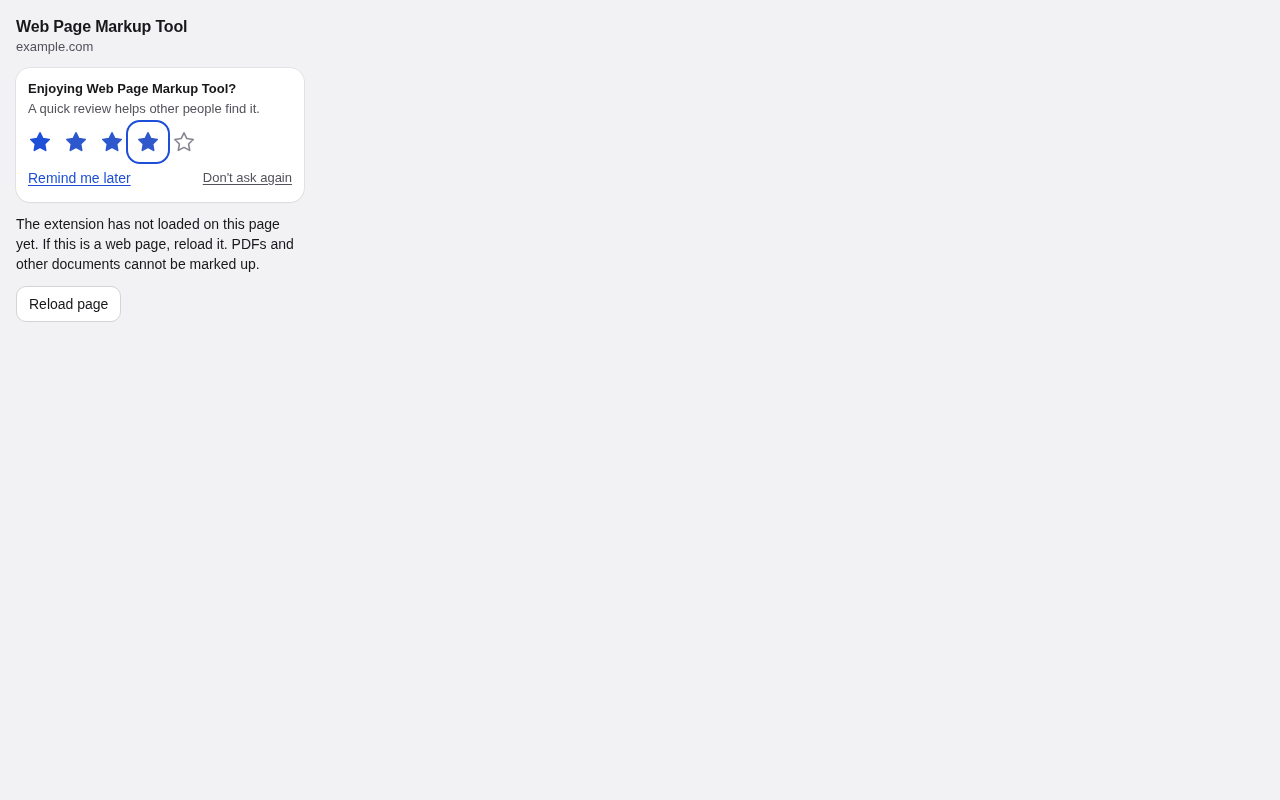 Web Page Markup Tool
example.com
Enjoying Web Page Markup Tool?
A quick review helps other people find it.
Remind me later
Don't ask again
The extension has not loaded on this page
yet. If this is a web page, reload it. PDFs and
other documents cannot be marked up.
Reload page